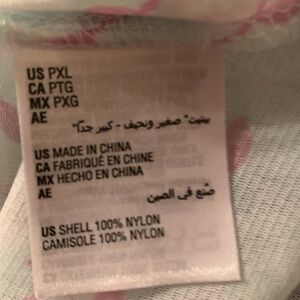 US PXL
CA PTG
MX PXG
AE
بيتيت" صغير ونحيف - كبير جداً"
US MADE IN CHINA
CA FABRIQUÉ EN CHINE
MX HECHO EN CHINA
AE
صُنع في الصين
US SHELL 100% NYLON
CAMISOLE 100% NYLON